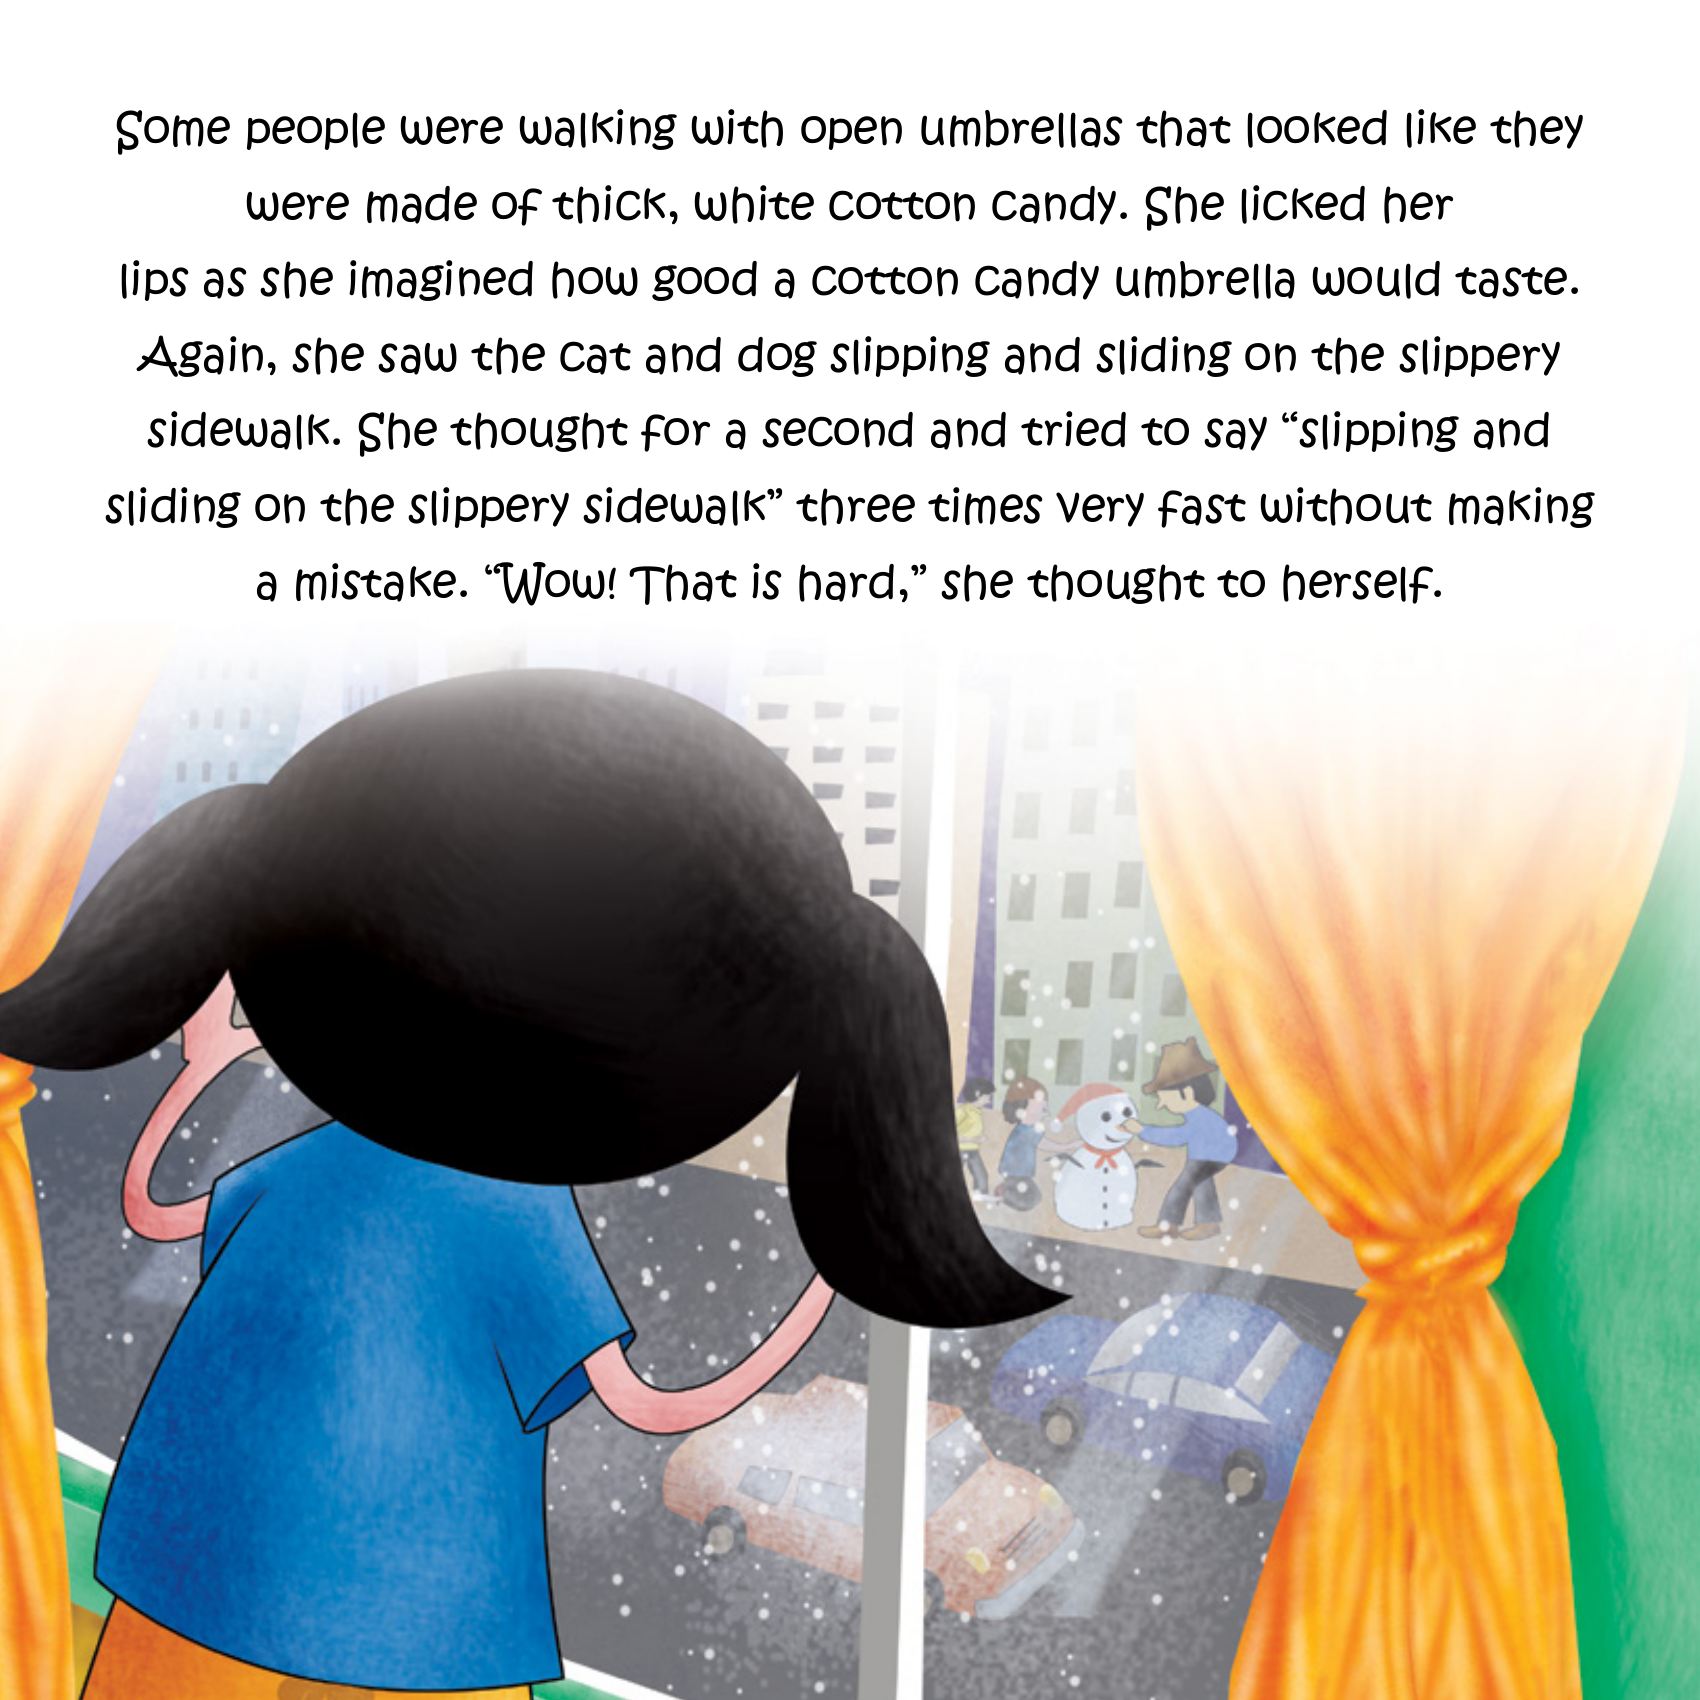 Some people were walking with open umbrellas that looked like they
were made of thick, white cotton candy. She licked her
lips as she imagined how good a cotton candy umbrella would taste.
Again, she saw the cat and dog slipping and sliding on the slippery
sidewalk. She thought for a second and tried to say “slipping and
sliding on the slippery sidewalk” three times very fast without making
a mistake. “Wow! That is hard,” she thought to herself.